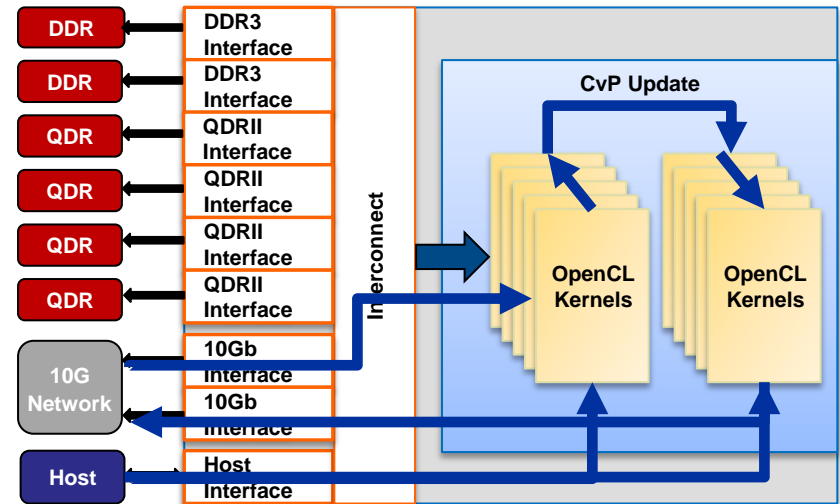 DDR
DDR
QDR
QDR
QDR
QDR
10G
Network
Host
DDR3
Interface
DDR3
Interface
QDRII
Interface
QDRII
Interface
QDRII
Interface
QDRII
Interface
10Gb
Interface
10Gb
Interface
Host
Interface
Interconnect
CvP Update
OpenCL
Kernels
OpenCL
Kernels